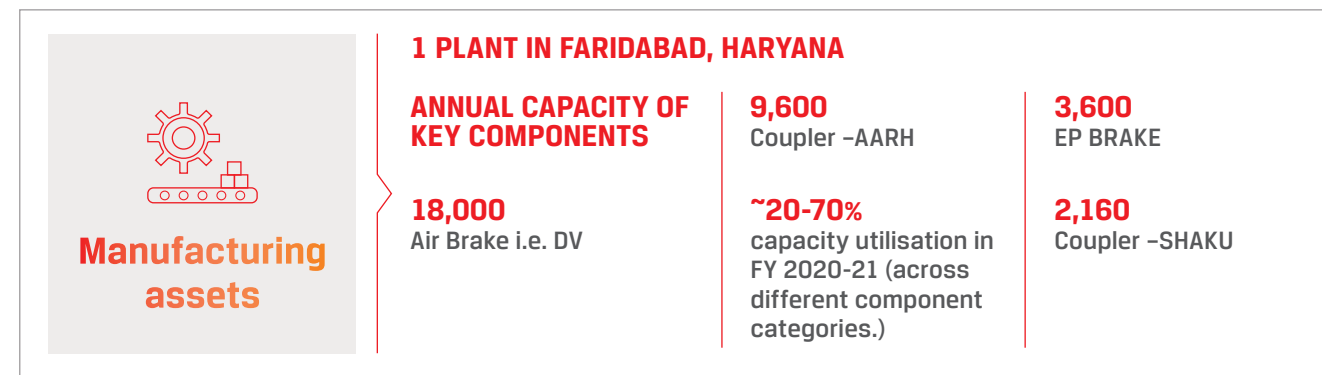 Manufacturing
assets
1 PLANT IN FARIDABAD, HARYANA
ANNUAL CAPACITY OF
KEY COMPONENTS
18,000
Air Brake i.e. DV
9,600
Coupler –AARH
~20-70%
capacity utilisation in
FY 2020-21 (across
different component
categories.)
3,600
EP BRAKE
2,160
Coupler –SHAKU